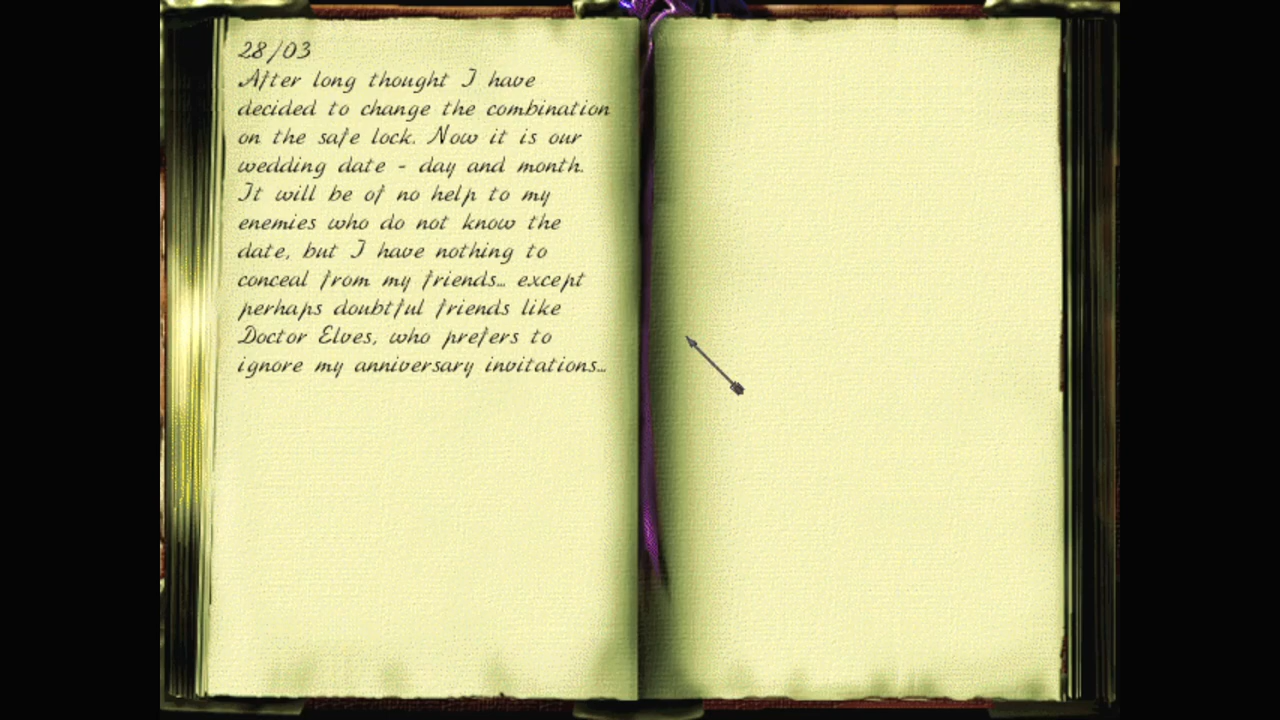 28/03
After long thought I have
decided to change the combination
on the safe lock. Now it is our
wedding date - day and month.
It will be of no help to my
enemies who do not know the
date, but I have nothing to
conceal from my friends… except
perhaps doubtful friends like
Doctor Elves, who prefers to
ignore my anniversary invitations…